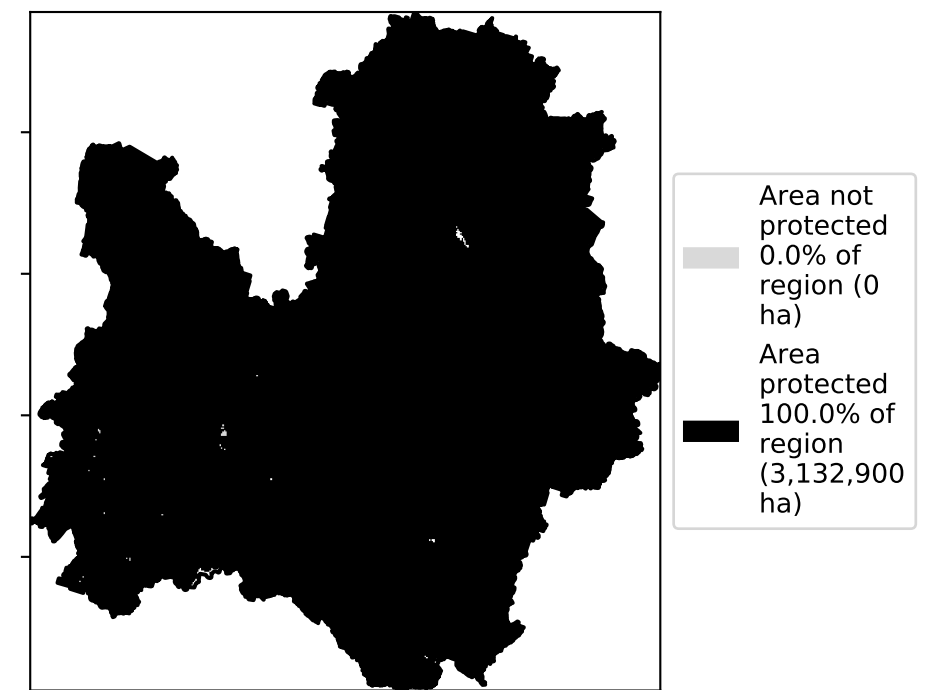 Area not
protected
0.0% of
region (0
ha)
Area
protected
100.0% of
region
(3,132,900
ha)